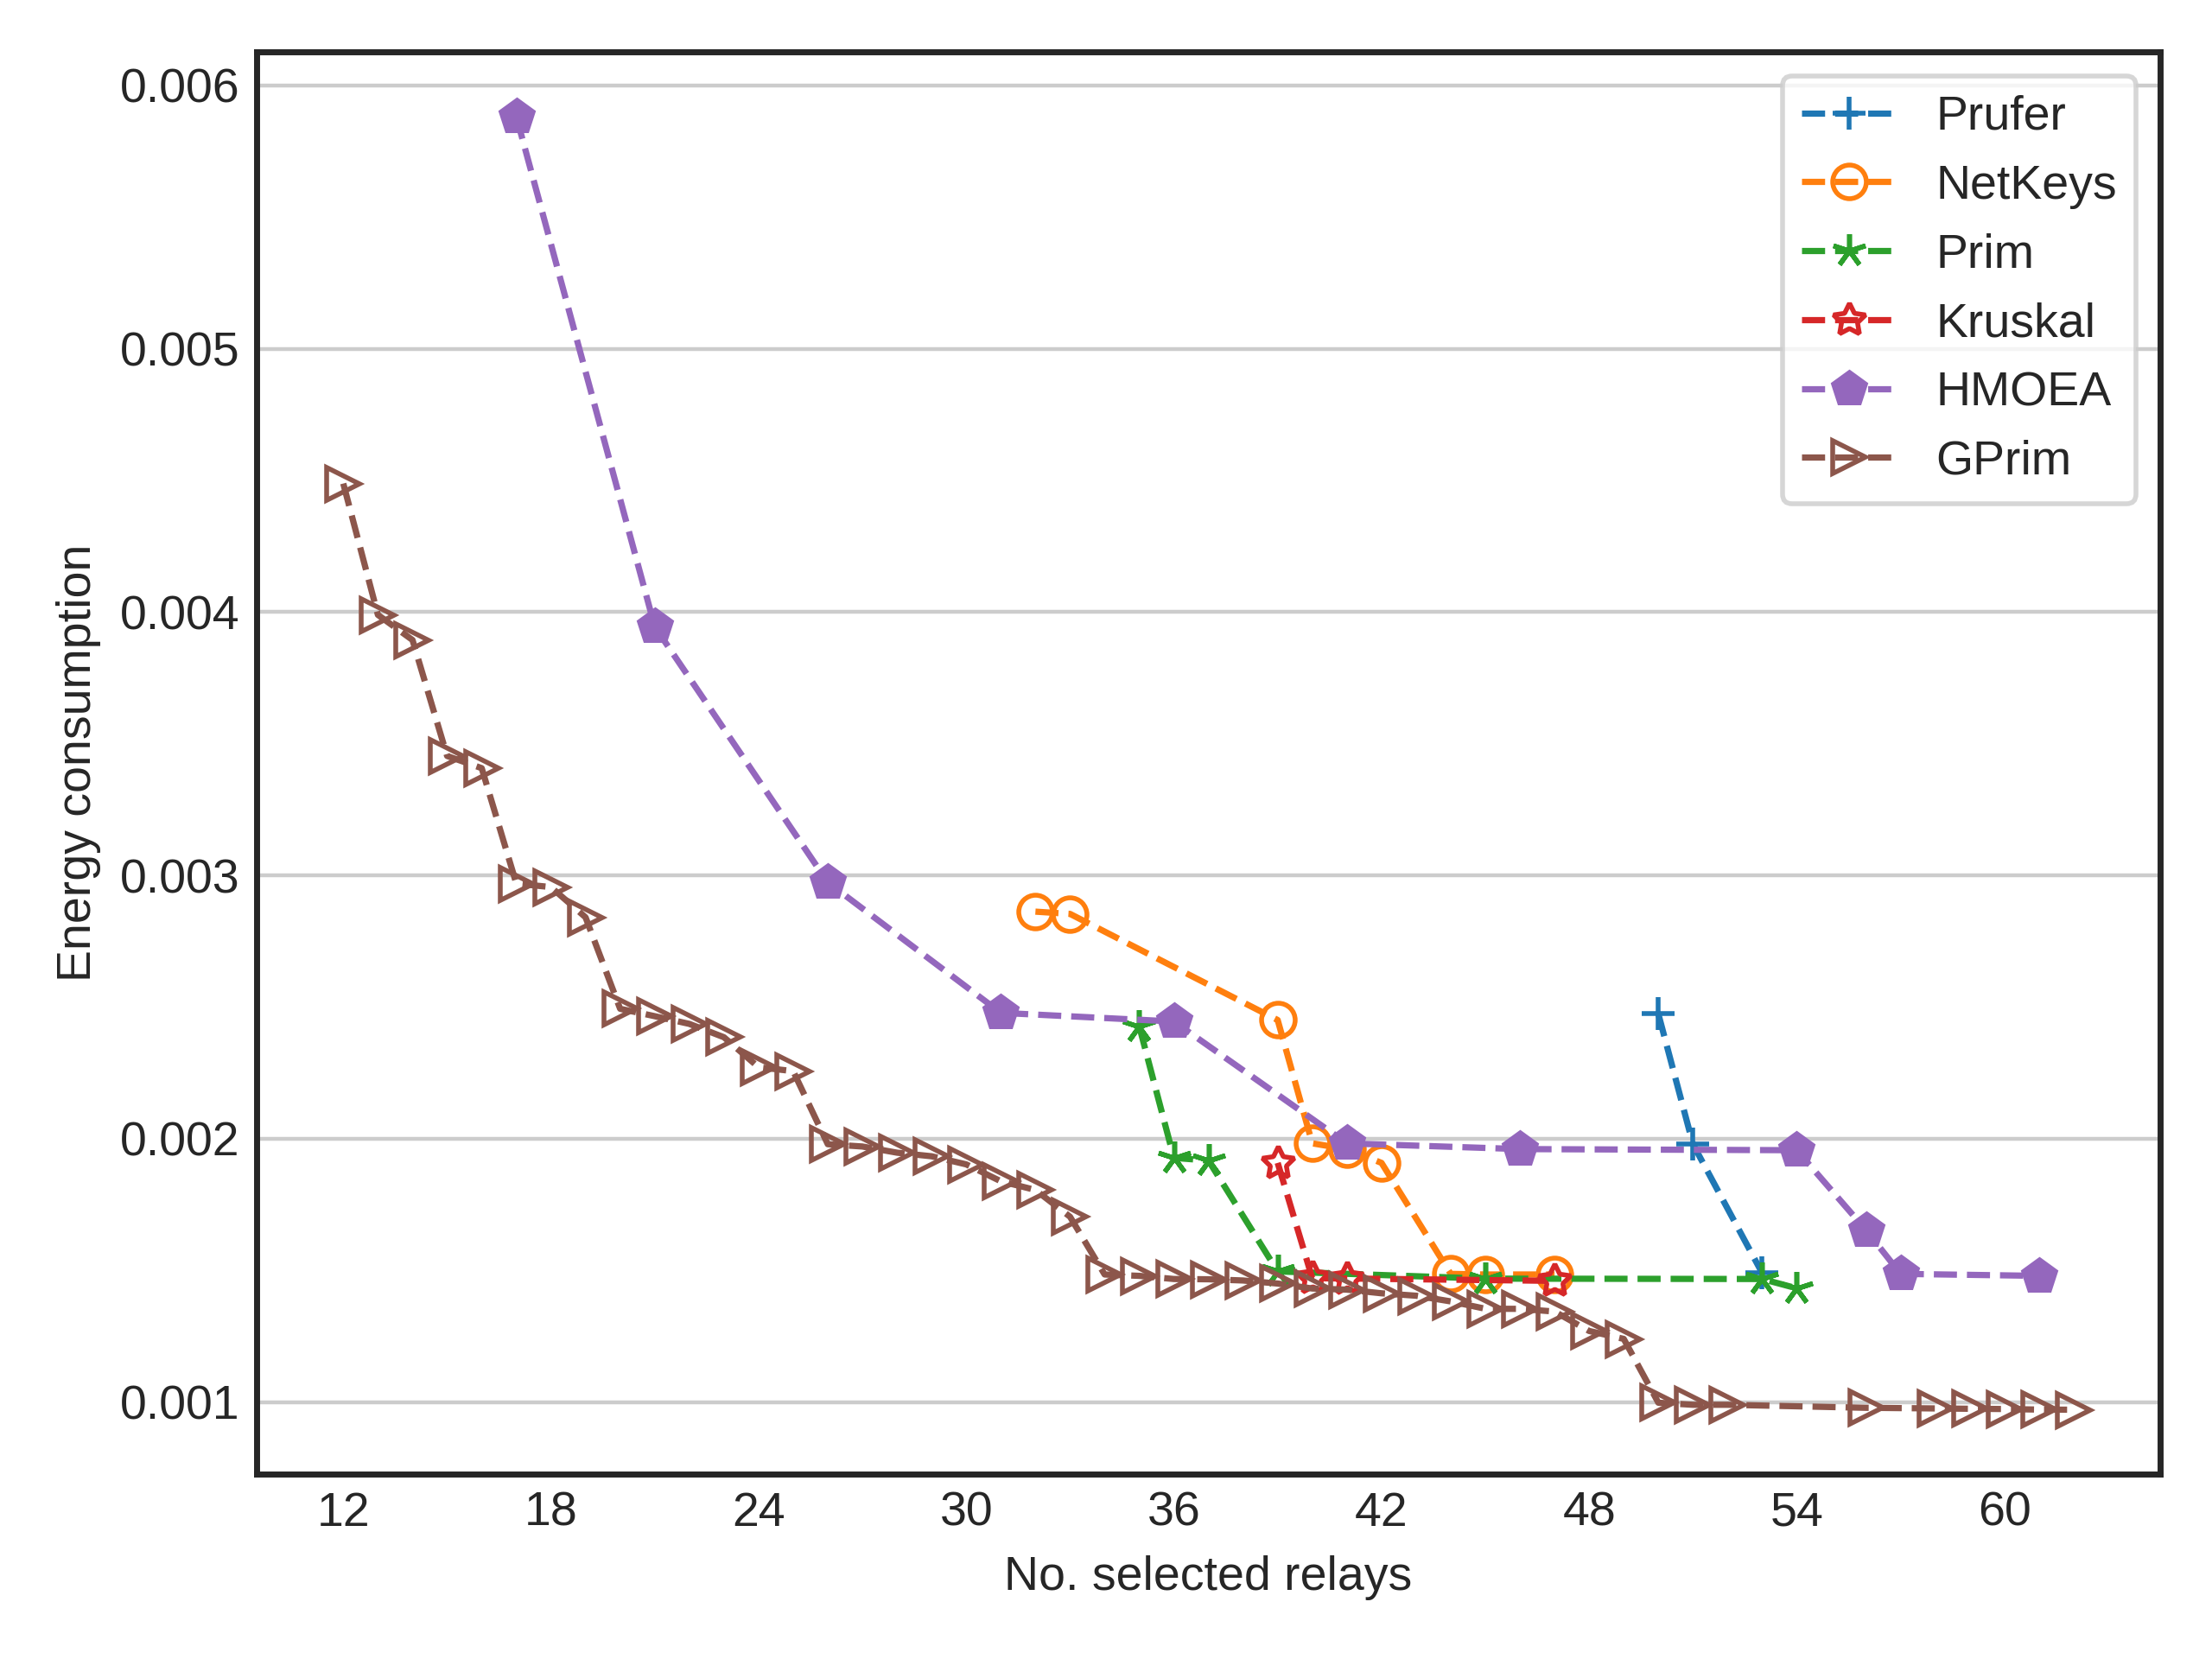 0.006
0.005
0.004
0.003
0.002
0.001
Energy consumption
12 18 24 30 36 42 48 54 60
No. selected relays
Prufer
NetKeys
Prim
Kruskal
HMOEA
GPrim